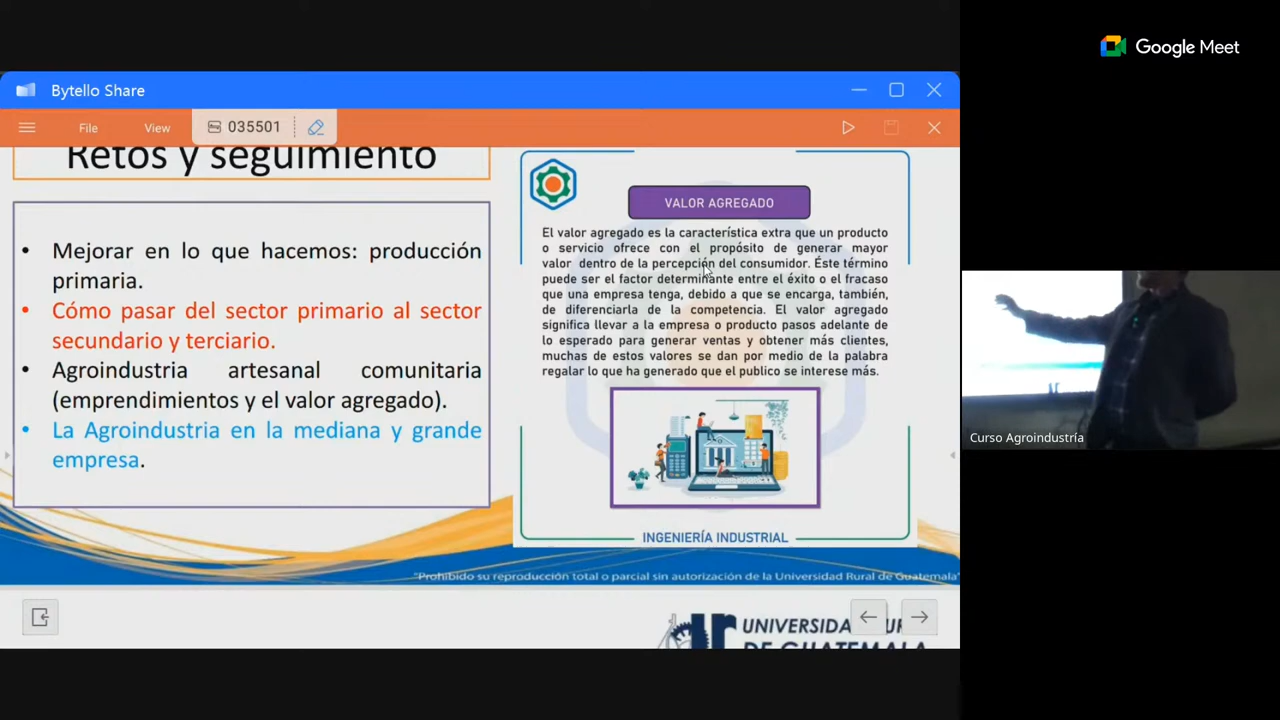 Google Meet
Bytello Share
File
View
035501
Retos y seguimiento
• Mejorar en lo que hacemos: producción
primaria.
• Cómo pasar del sector primario al sector
secundario y terciario.
• Agroindustria artesanal comunitaria
(emprendimientos y el valor agregado).
• La Agroindustria en la mediana y grande
empresa.
VALOR AGREGADO
El valor agregado es la característica extra que un producto
o servicio ofrece con el propósito de generar mayor
valor dentro de la percepción del consumidor. Éste término
puede ser el factor determinante entre el éxito o el fracaso
que una empresa tenga, debido a que se encarga, también,
de diferenciarla de la competencia. El valor agregado
significa llevar a la empresa o producto pasos adelante de
lo esperado para generar ventas y obtener más clientes,
muchas de estos valores se dan por medio de la palabra
regalar lo que ha generado que el publico se interese más.
INGENIERÍA INDUSTRIAL
"Prohibido su reproducción total o parcial sin autorización de la Universidad Rural de Guatemala"
DE GUATEMALA
Curso Agroindustría